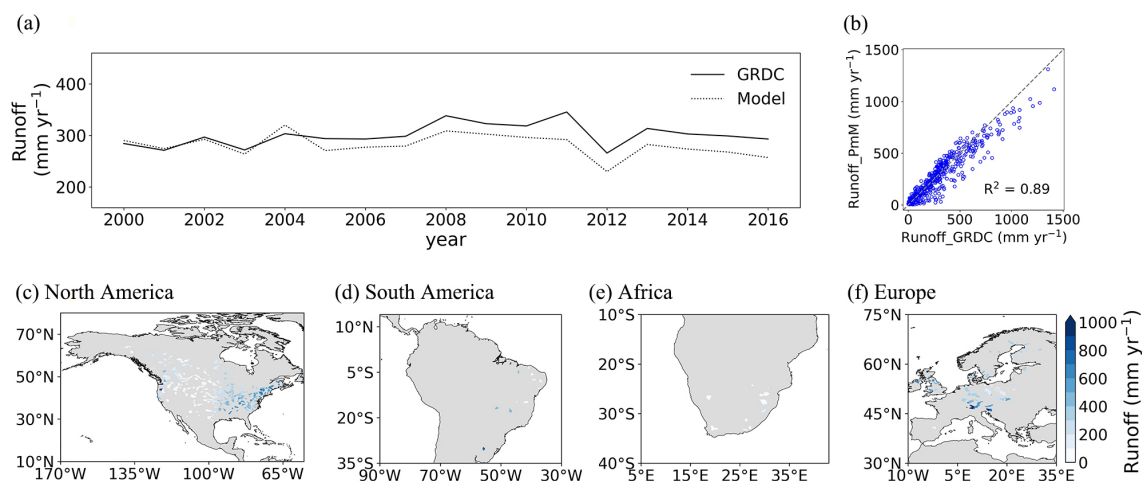 (a)
Runoff
(mm yr⁻¹)
400
300
200
GRDC
Model
2000 2002 2004 2006 2008 2010 2012 2014 2016
year
(b)
Runoff_PmM (mm yr⁻¹)
1500
1000
500
0
R² = 0.89
0 500 1000 1500
Runoff_GRDC (mm yr⁻¹)
(c) North America
70°N
50°N
30°N
10°N
170°W 135°W 100°W 65°W
(d) South America
10°N
5°S
20°S
35°S
90°W 70°W 50°W 30°W
(e) Africa
10°S
20°S
30°S
40°S
5°E 15°E 25°E 35°E
(f) Europe
75°N
60°N
45°N
30°N
10°W 5°E 20°E 35°E
1000
800
600
400
200
0
Runoff (mm yr⁻¹)